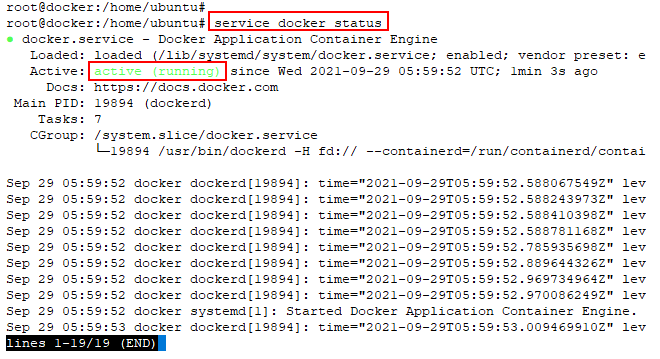 root@docker:/home/ubuntu#
root@docker:/home/ubuntu# service docker status
● docker.service - Docker Application Container Engine
   Loaded: loaded (/lib/systemd/system/docker.service; enabled; vendor preset: e
   Active: active (running) since Wed 2021-09-29 05:59:52 UTC; 1min 3s ago
     Docs: https://docs.docker.com
 Main PID: 19894 (dockerd)
    Tasks: 7
   CGroup: /system.slice/docker.service
           └─19894 /usr/bin/dockerd -H fd:// --containerd=/run/containerd/contai

Sep 29 05:59:52 docker dockerd[19894]: time="2021-09-29T05:59:52.588067549Z" lev
Sep 29 05:59:52 docker dockerd[19894]: time="2021-09-29T05:59:52.588243973Z" lev
Sep 29 05:59:52 docker dockerd[19894]: time="2021-09-29T05:59:52.588410398Z" lev
Sep 29 05:59:52 docker dockerd[19894]: time="2021-09-29T05:59:52.588781168Z" lev
Sep 29 05:59:52 docker dockerd[19894]: time="2021-09-29T05:59:52.785935698Z" lev
Sep 29 05:59:52 docker dockerd[19894]: time="2021-09-29T05:59:52.889644326Z" lev
Sep 29 05:59:52 docker dockerd[19894]: time="2021-09-29T05:59:52.969734964Z" lev
Sep 29 05:59:52 docker dockerd[19894]: time="2021-09-29T05:59:52.970086249Z" lev
Sep 29 05:59:52 docker systemd[1]: Started Docker Application Container Engine.
Sep 29 05:59:53 docker dockerd[19894]: time="2021-09-29T05:59:53.009469910Z" lev
lines 1-19/19 (END)